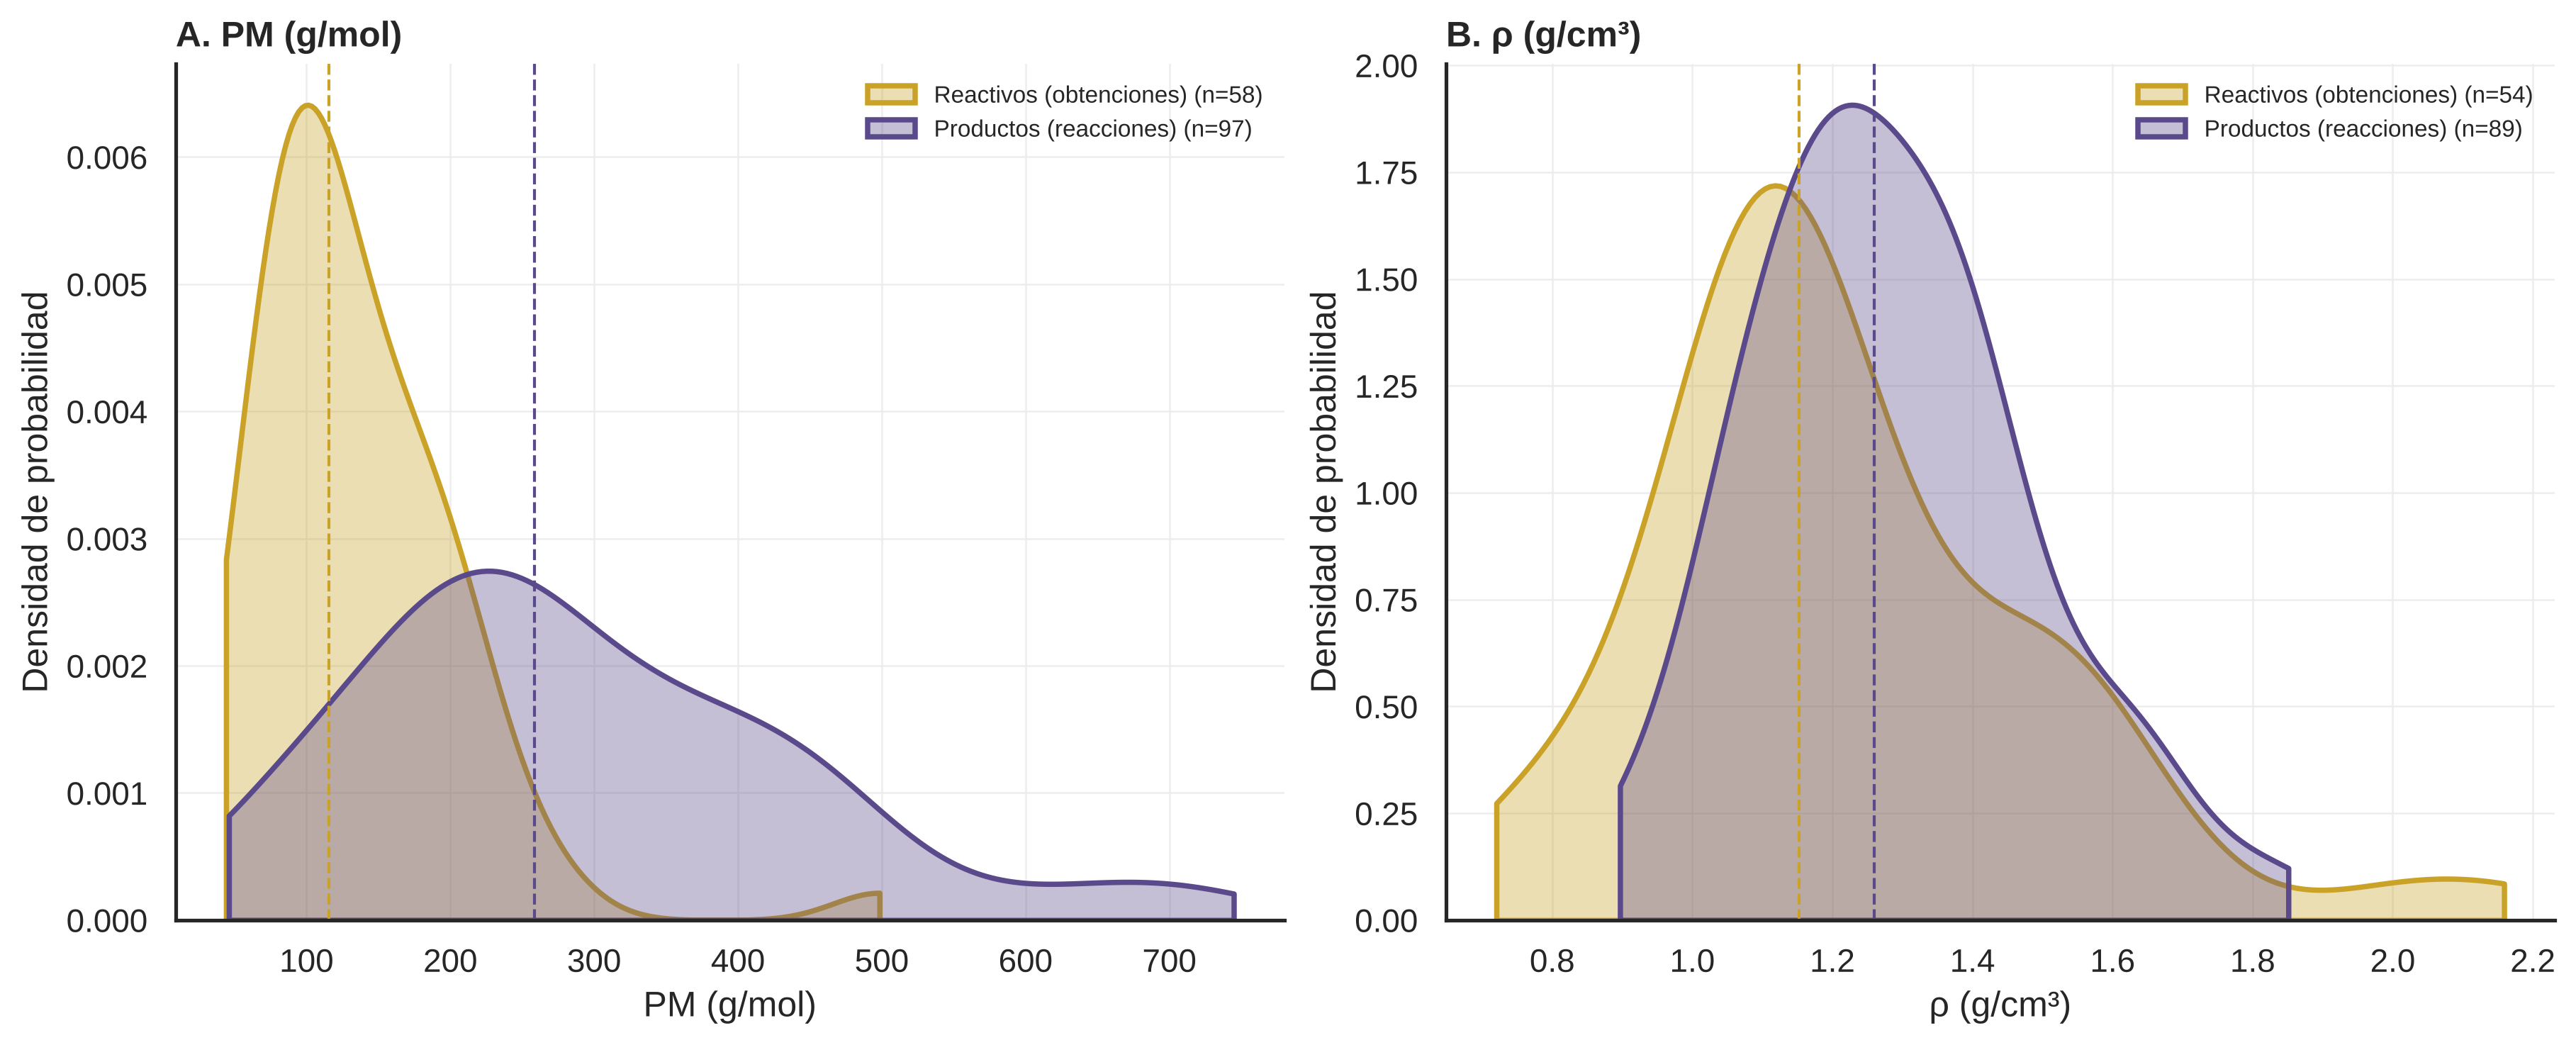 A. PM (g/mol)
Reactivos (obtenciones) (n=58)
Productos (reacciones) (n=97)
Densidad de probabilidad
0.006
0.005
0.004
0.003
0.002
0.001
0.000
100 200 300 400 500 600 700
PM (g/mol)
B. ρ (g/cm³)
Reactivos (obtenciones) (n=54)
Productos (reacciones) (n=89)
Densidad de probabilidad
2.00
1.75
1.50
1.25
1.00
0.75
0.50
0.25
0.00
0.8 1.0 1.2 1.4 1.6 1.8 2.0 2.2
ρ (g/cm³)